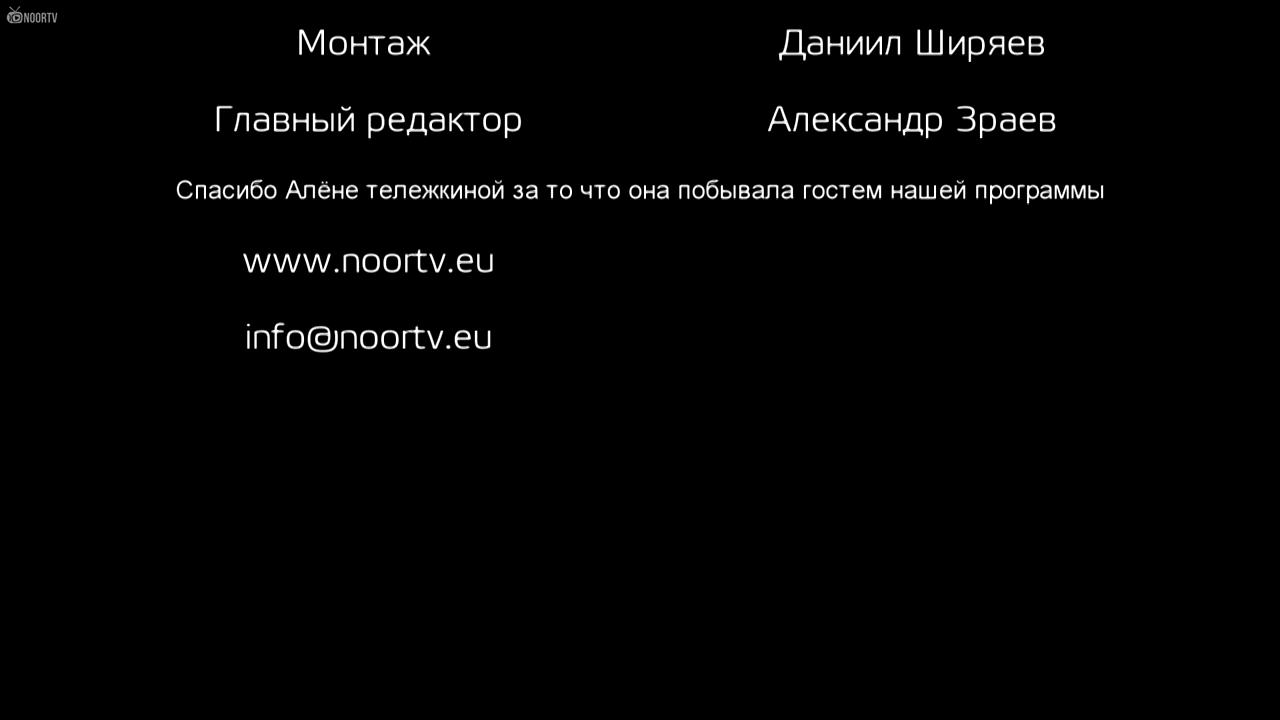 NOORTV
Монтаж Даниил Ширяев
Главный редактор Александр Зраев
Спасибо Алёне тележкиной за то что она побывала гостем нашей программы
www.noortv.eu
info@noortv.eu